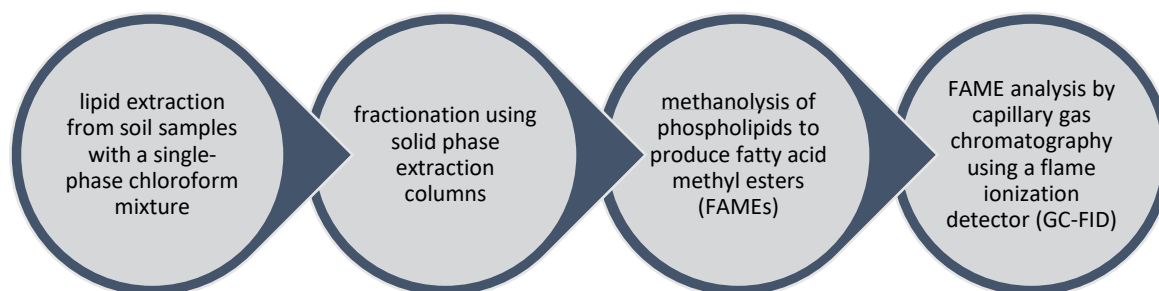 lipid extraction
from soil samples
with a single-
phase chloroform
mixture
fractionation using
solid phase
extraction
columns
methanolysis of
phospholipids to
produce fatty acid
methyl esters
(FAMEs)
FAME analysis by
capillary gas
chromatography
using a flame
ionization
detector (GC-FID)